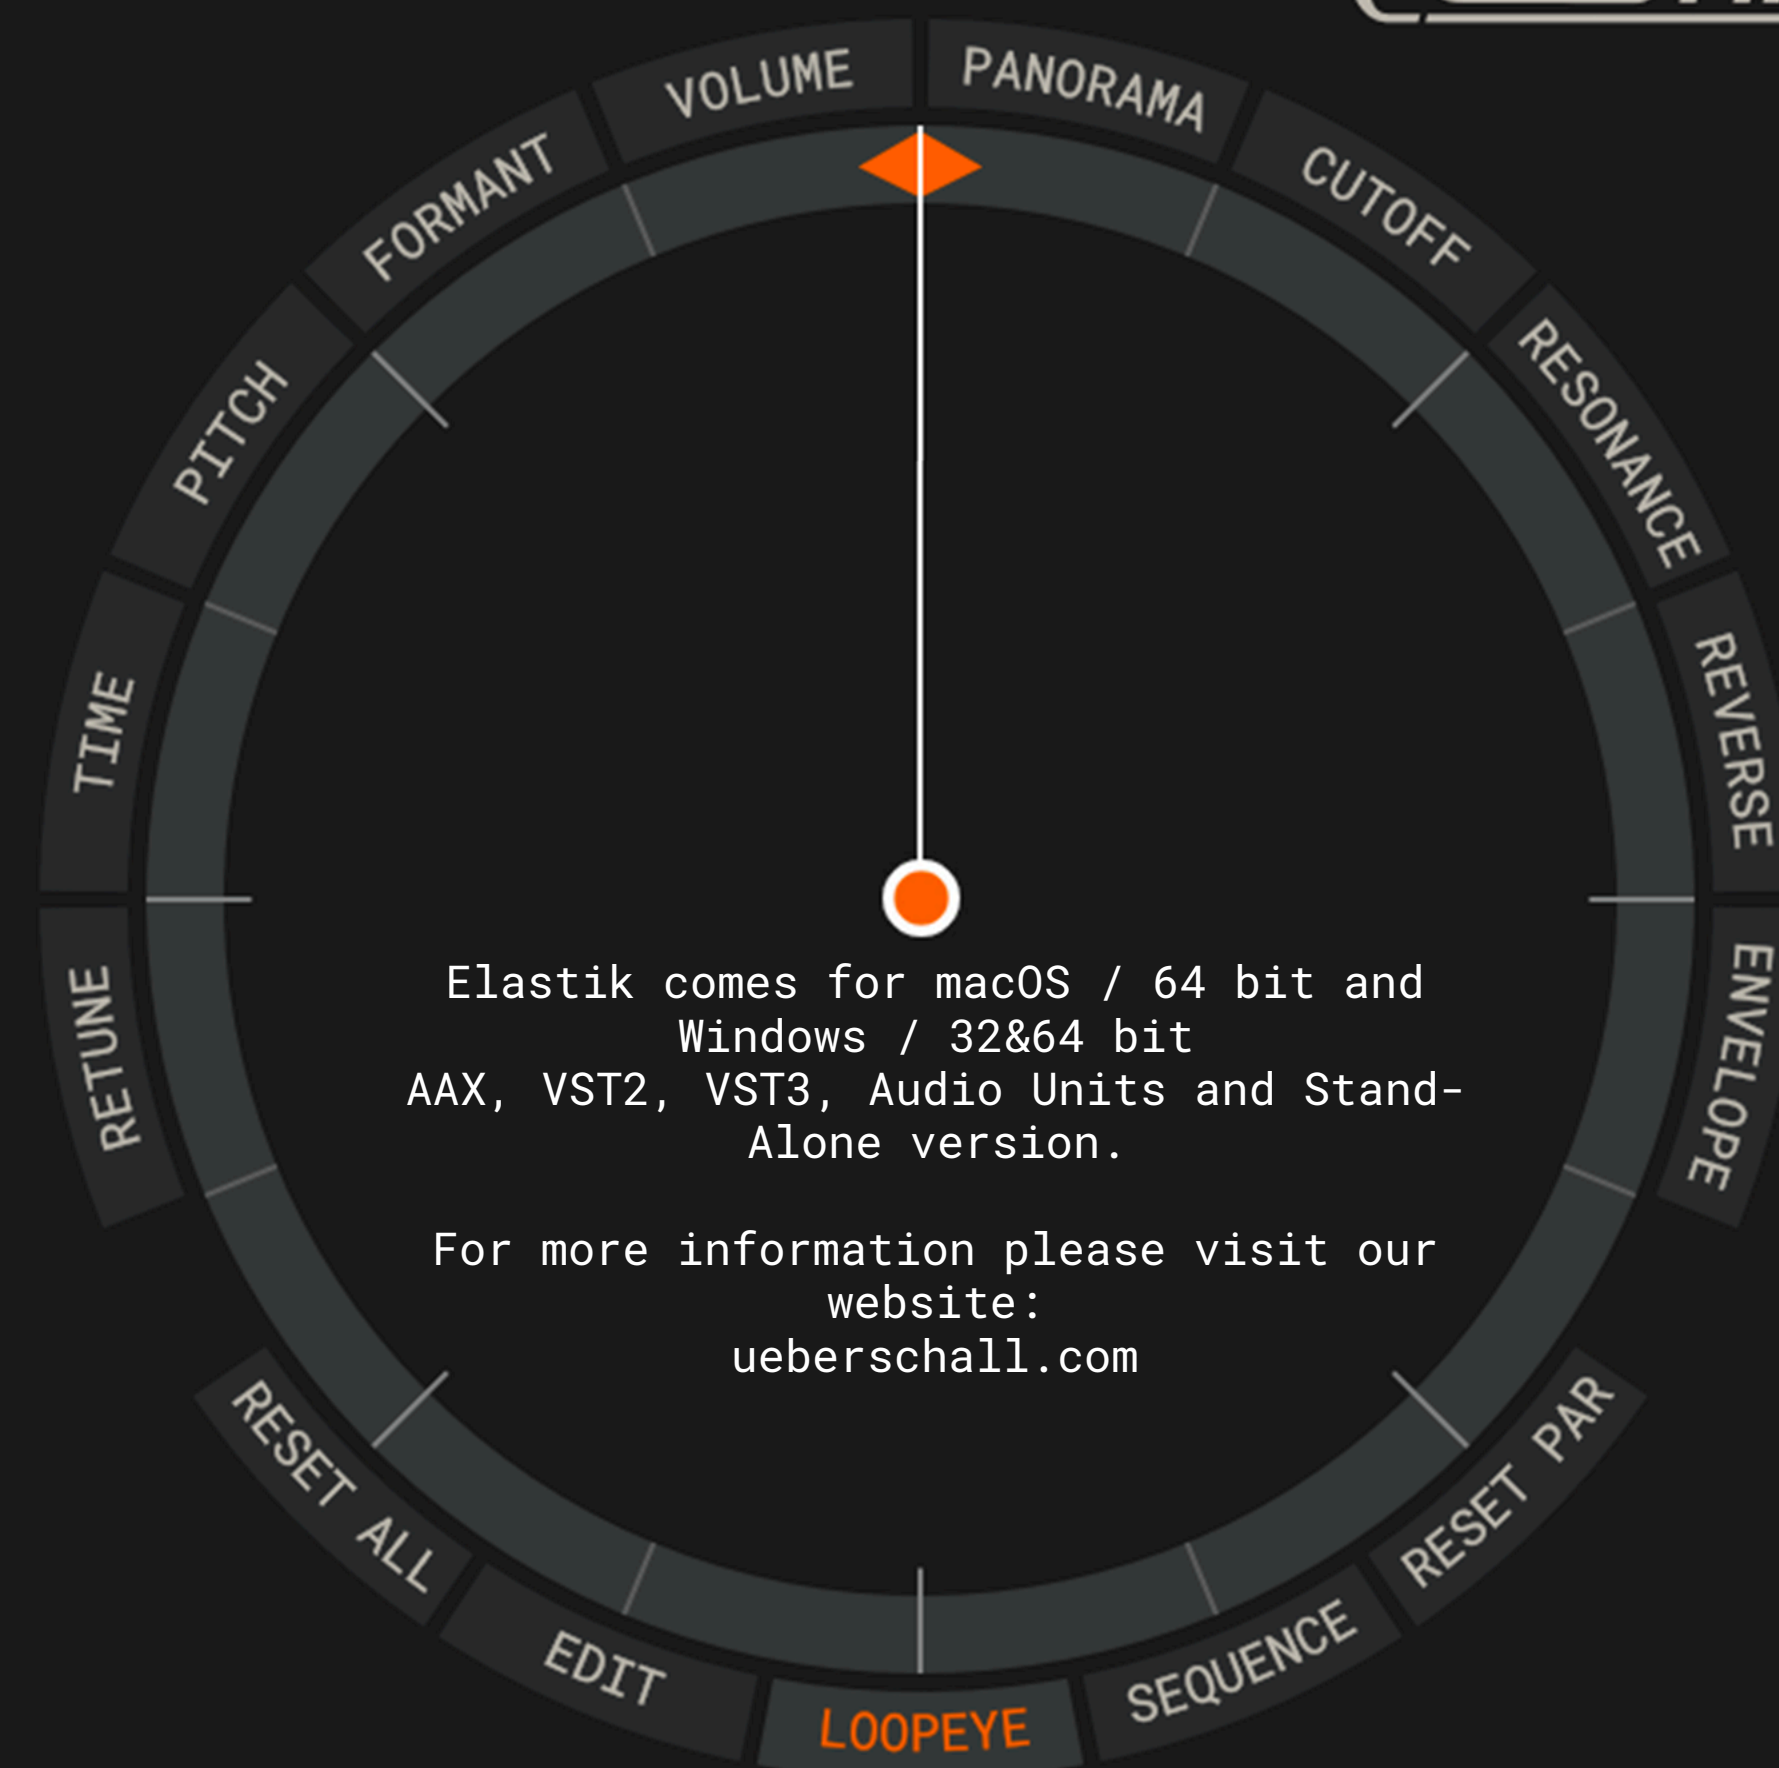 VOLUME
PANORAMA
FORMANT
CUTOFF
PITCH
RESONANCE
TIME
REVERSE
RETUNE
ENVELOPE
Elastik comes for macOS / 64 bit and
Windows / 32&64 bit
AAX, VST2, VST3, Audio Units and Stand-
Alone version.
For more information please visit our
website:
ueberschall.com
RESET ALL
RESET PAR
EDIT
SEQUENCE
LOOPEYE